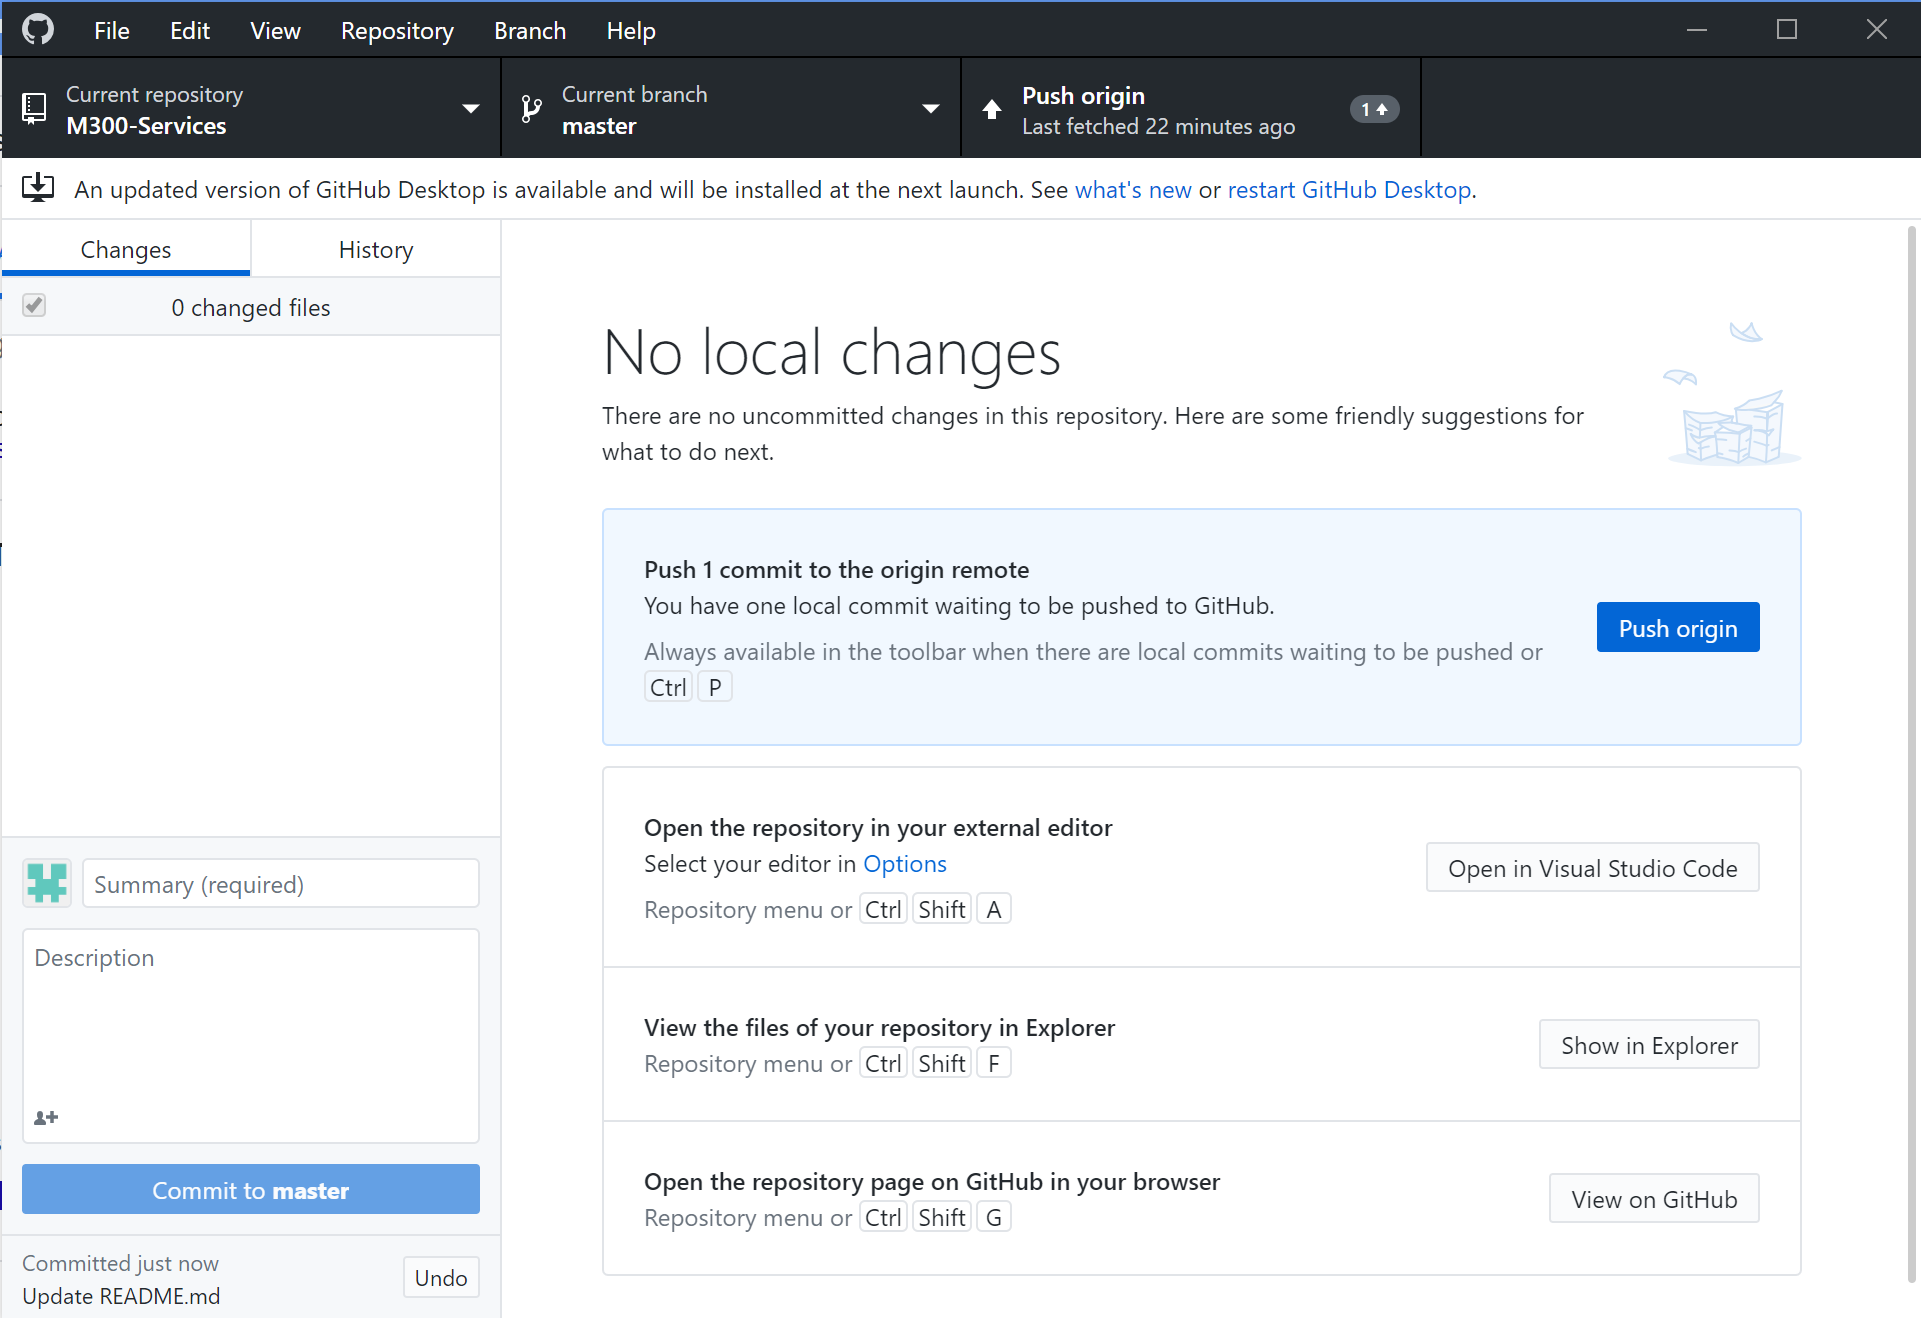 File Edit View Repository Branch Help
Current repository
M300-Services
Current branch
master
Push origin
Last fetched 22 minutes ago
1
An updated version of GitHub Desktop is available and will be installed at the next launch. See what's new or restart GitHub Desktop.
Changes
History
0 changed files
No local changes
There are no uncommitted changes in this repository. Here are some friendly suggestions for
what to do next.
Push 1 commit to the origin remote
You have one local commit waiting to be pushed to GitHub.
Always available in the toolbar when there are local commits waiting to be pushed or
Ctrl P
Push origin
Open the repository in your external editor
Select your editor in Options
Repository menu or Ctrl Shift A
Open in Visual Studio Code
View the files of your repository in Explorer
Repository menu or Ctrl Shift F
Show in Explorer
Open the repository page on GitHub in your browser
Repository menu or Ctrl Shift G
View on GitHub
Summary (required)
Description
Commit to master
Committed just now
Update README.md
Undo